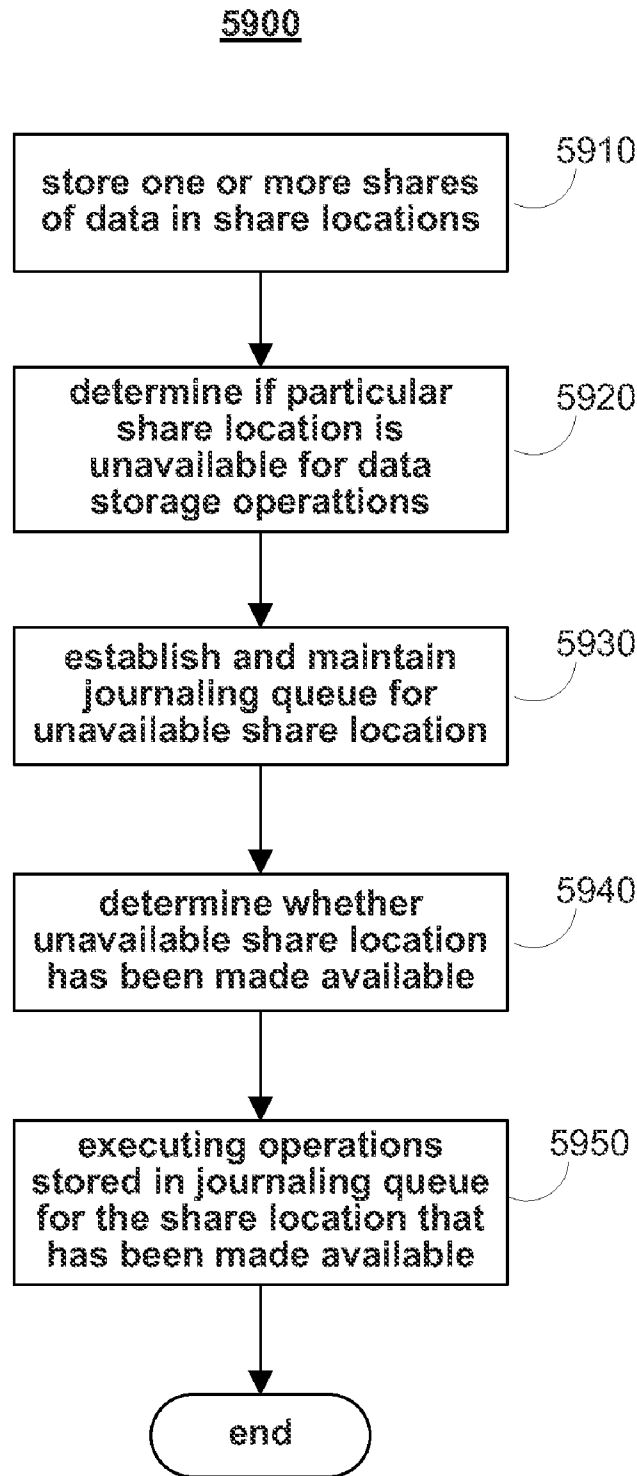 5900
5910
store one or more shares
of data in share locations
5920
determine if particular
share location is
unavailable for data
storage operattions
5930
establish and maintain
journaling queue for
unavailable share location
5940
determine whether
unavailable share location
has been made available
5950
executing operations
stored in journaling queue
for the share location that
has been made available
end